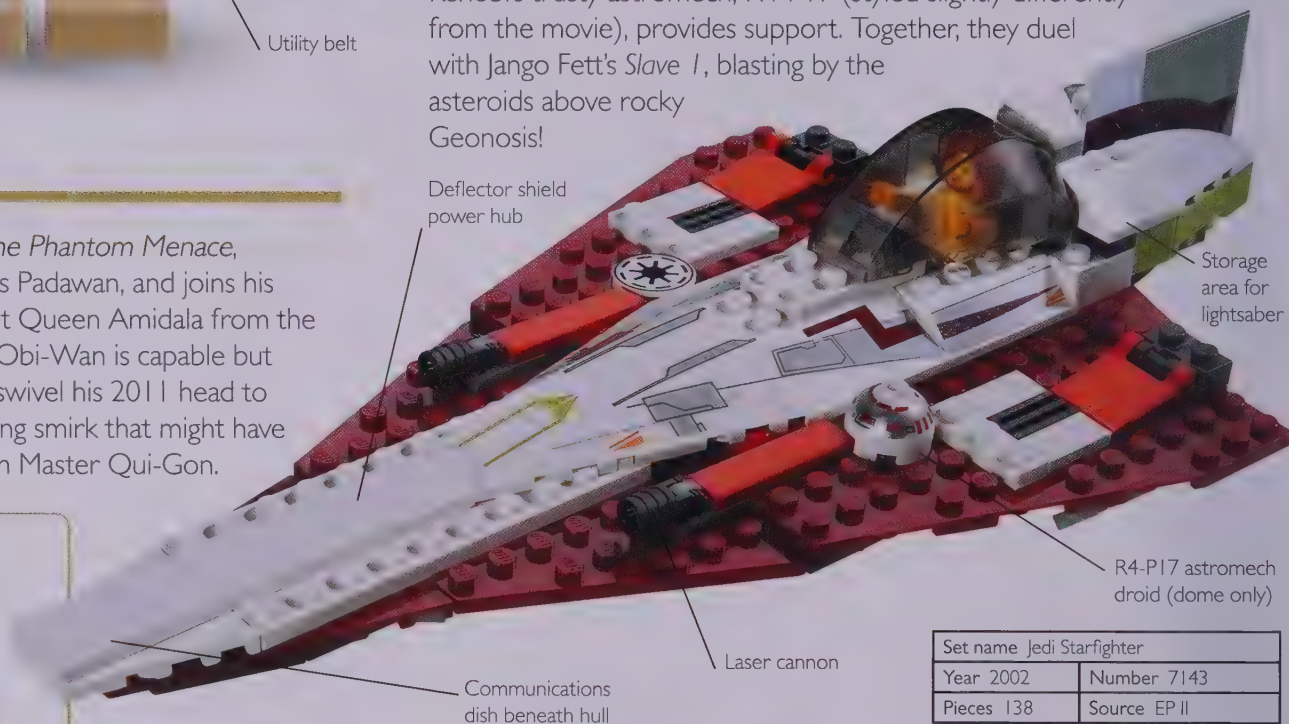 Utility belt
from the movie), provides support. Together, they duel
with Jango Fett's Slave 1, blasting by the
asteroids above rocky
Geonosis!
Deflector shield
power hub
Phantom Menace,
Padawan, and joins his
Queen Amidala from the
Obi-Wan is capable but
swivel his 2011 head to
smirk that might have
Master Qui-Gon.
Storage
area for
lightsaber
R4-P17 astromech
droid (dome only)
Laser cannon
Communications
dish beneath hull
Set name Jedi Starfighter
Year 2002 Number 7143
Pieces 138 Source EP II